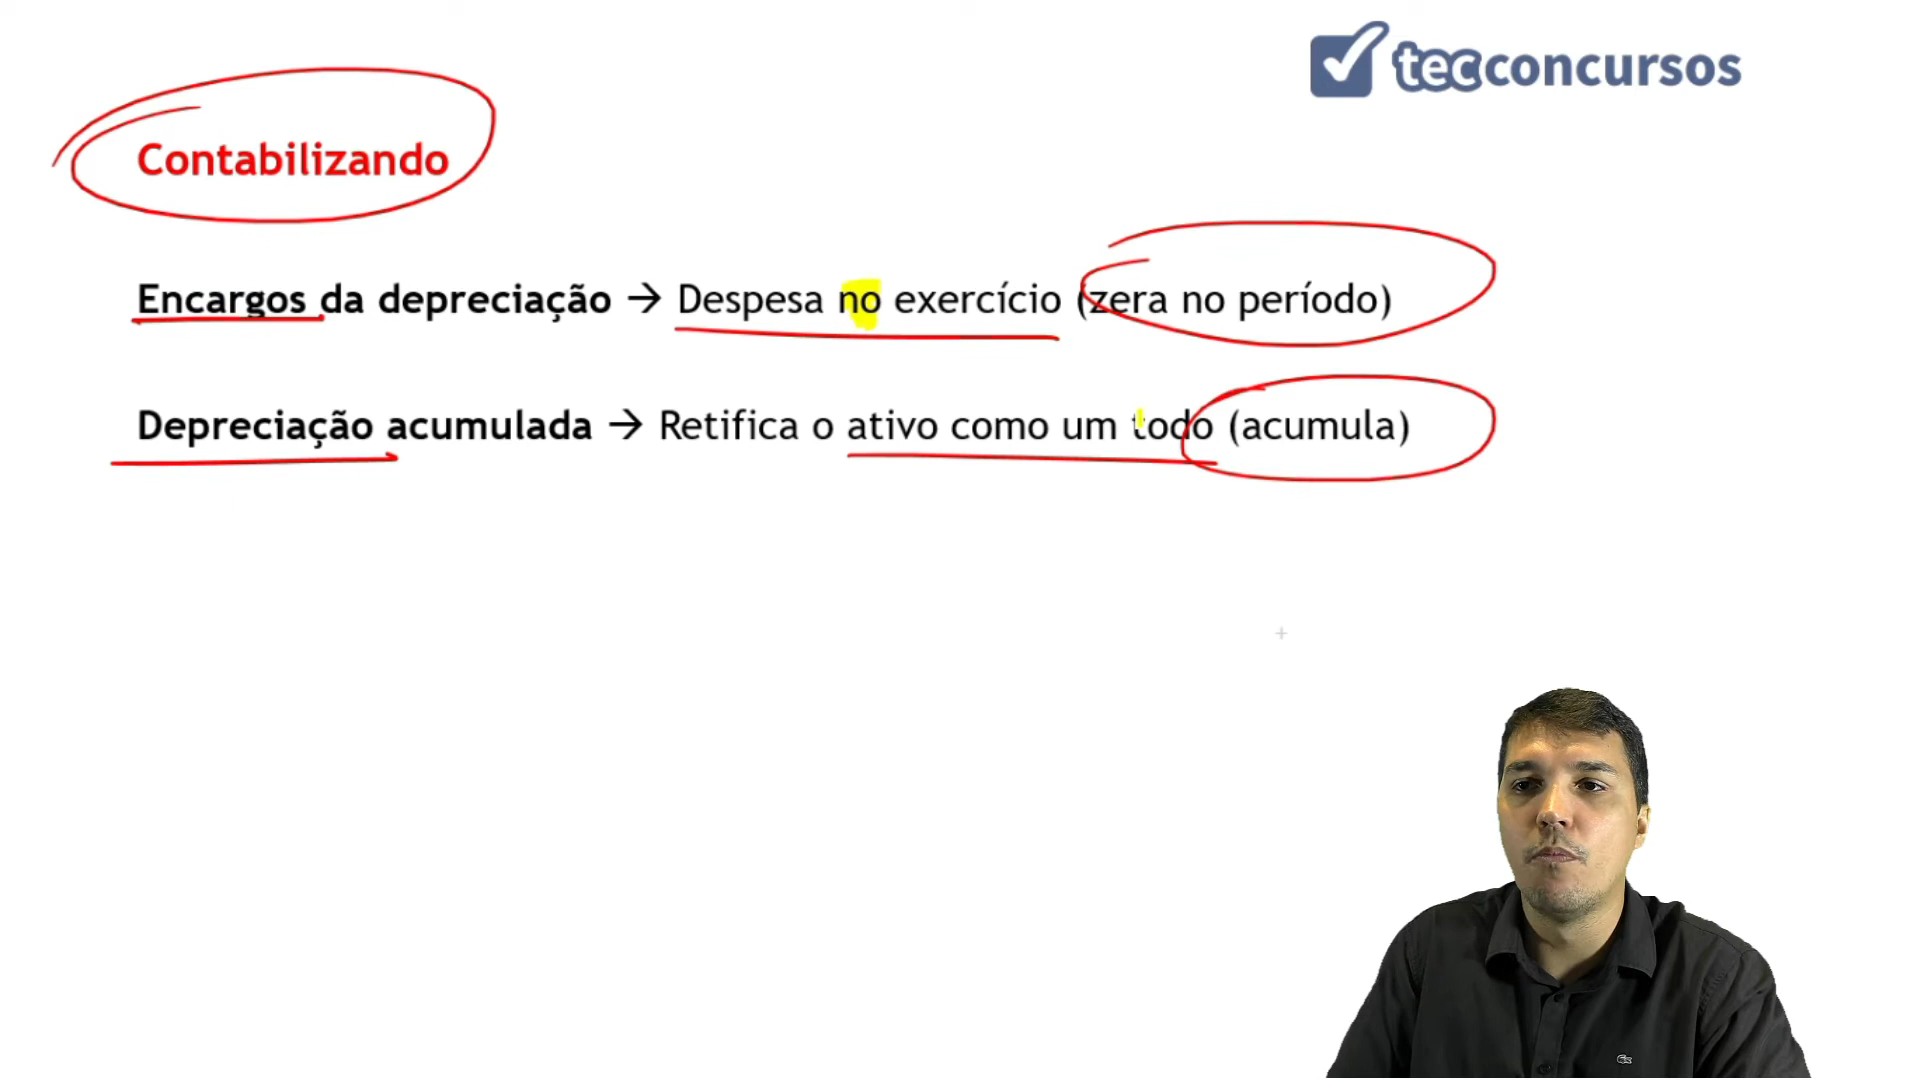 tecconcursos
Contabilizando
Encargos da depreciação → Despesa no exercício (zera no período)
Depreciação acumulada → Retifica o ativo como um todo (acumula)